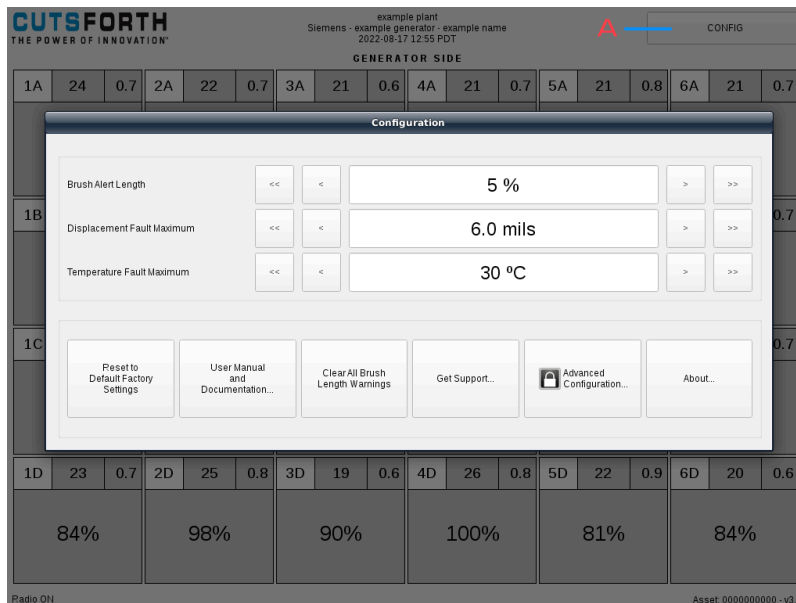 CUTSFORTH
THE POWER OF INNOVATION
example plant
Siemens - example generator - example name
2022-08-17 12:55 PDT
A
CONFIG
GENERATOR SIDE
1A 24 0.7 2A 22 0.7 3A 21 0.6 4A 21 0.7 5A 21 0.8 6A 21 0.7
Configuration
Brush Alert Length << < 5 % > >>
1B 0.7
Displacement Fault Maximum << < 6.0 mils > >>
Temperature Fault Maximum << < 30 ºC > >>
1C 0.7
Reset to
Default Factory
Settings
User Manual
and
Documentation...
Clear All Brush
Length Warnings
Get Support...
Advanced
Configuration...
About...
1D 23 0.7 2D 25 0.8 3D 19 0.6 4D 26 0.8 5D 22 0.9 6D 20 0.6
84% 98% 90% 100% 81% 84%
Radio ON
Asset: 0000000000 - v3